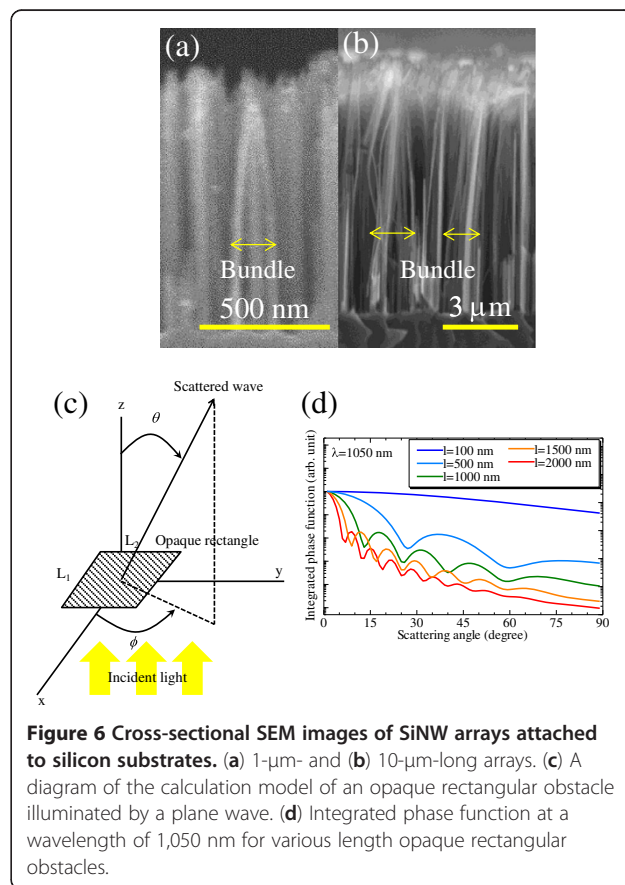 (a)
(b)
Bundle
Bundle
500 nm
3 μm
(c)
(d)
Scattered wave
z
θ
L2
Opaque rectangle
L1
y
ϕ
Incident light
x
Integrated phase function (arb. unit)
λ=1050 nm
l=100 nm
l=500 nm
l=1000 nm
l=1500 nm
l=2000 nm
0 15 30 45 60 75 90
Scattering angle (degree)
Figure 6 Cross-sectional SEM images of SiNW arrays attached
to silicon substrates. (a) 1-μm- and (b) 10-μm-long arrays. (c) A
diagram of the calculation model of an opaque rectangular obstacle
illuminated by a plane wave. (d) Integrated phase function at a
wavelength of 1,050 nm for various length opaque rectangular
obstacles.